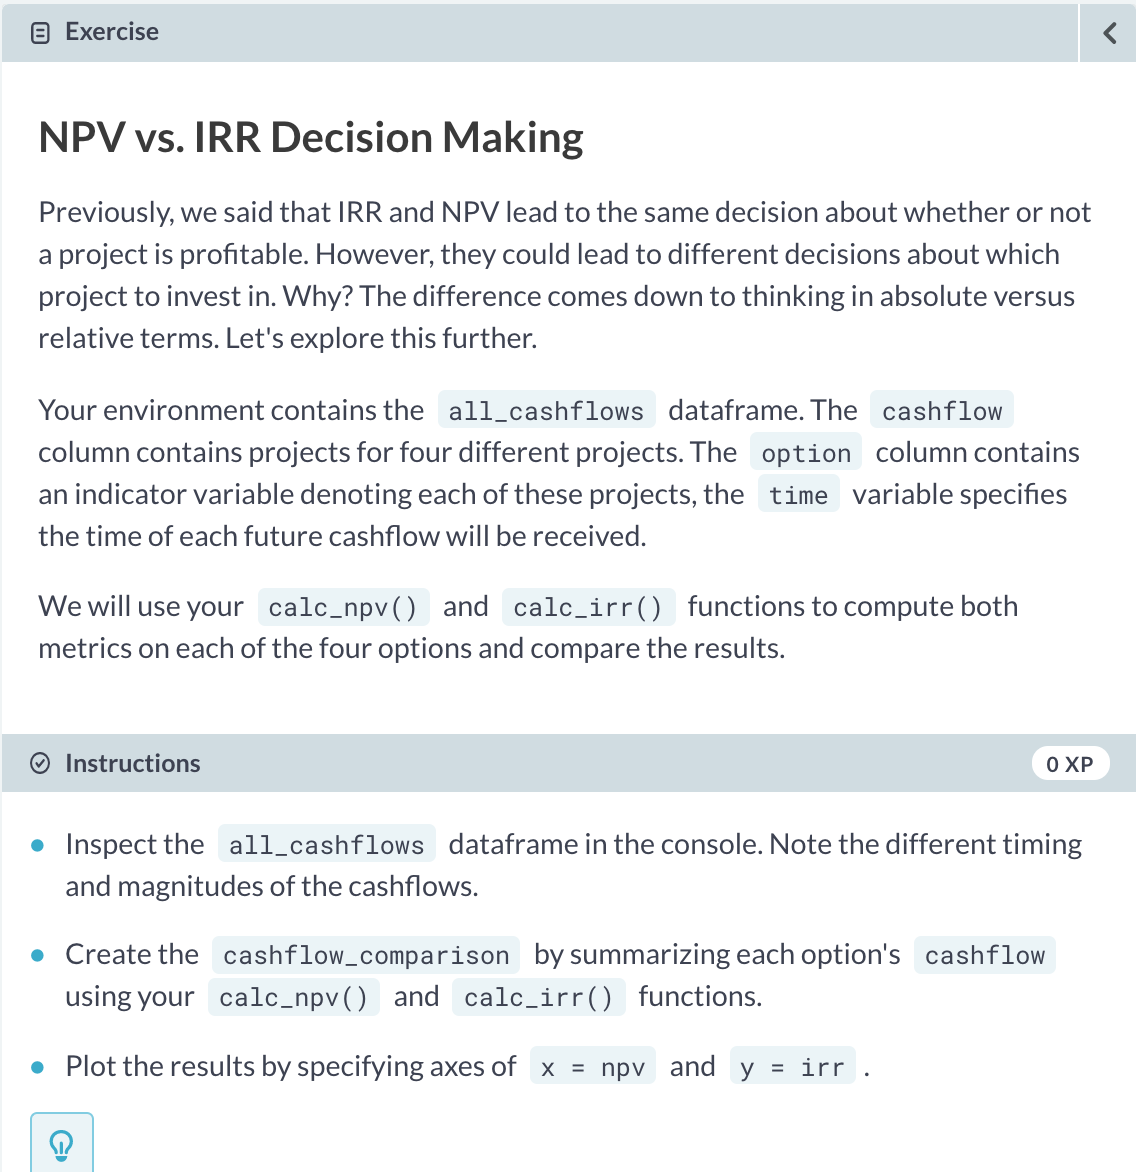 Exercise
NPV vs. IRR Decision Making
Previously, we said that IRR and NPV lead to the same decision about whether or not
a project is profitable. However, they could lead to different decisions about which
project to invest in. Why? The difference comes down to thinking in absolute versus
relative terms. Let's explore this further.
Your environment contains the all_cashflows dataframe. The cashflow
column contains projects for four different projects. The option column contains
an indicator variable denoting each of these projects, the time variable specifies
the time of each future cashflow will be received.
We will use your calc_npv() and calc_irr() functions to compute both
metrics on each of the four options and compare the results.
Instructions
0 XP
Inspect the all_cashflows dataframe in the console. Note the different timing
and magnitudes of the cashflows.
Create the cashflow_comparison by summarizing each option's cashflow
using your calc_npv() and calc_irr() functions.
Plot the results by specifying axes of x = npv and y = irr .